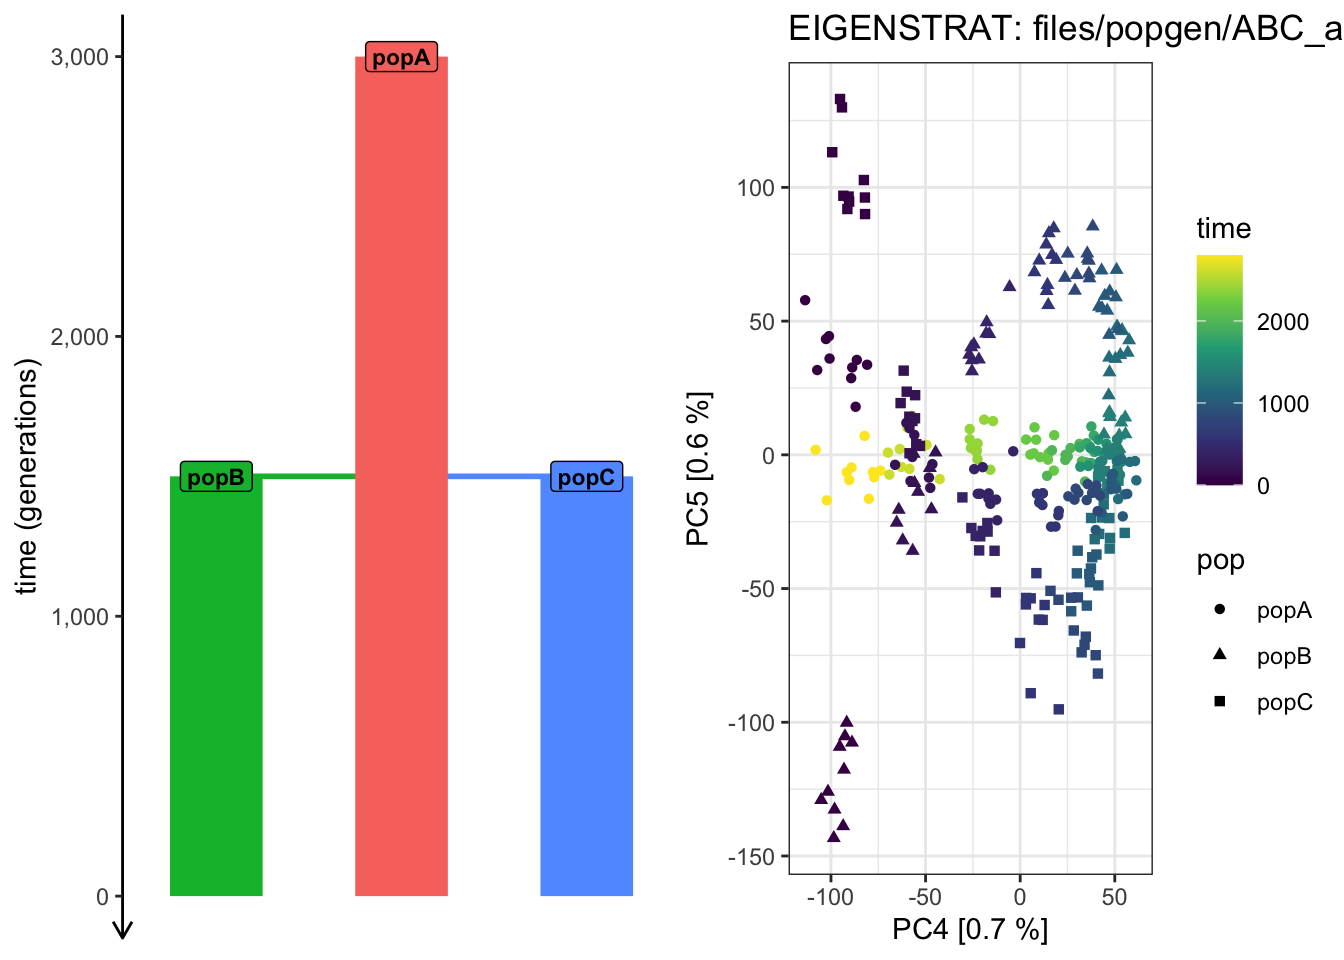 time (generations)
3,000
2,000
1,000
0
popA
popB
popC
EIGENSTRAT: files/popgen/ABC_a
PC5 [0.6 %]
100
50
0
-50
-100
-150
-100
-50
0
50
PC4 [0.7 %]
time
2000
1000
0
pop
popA
popB
popC